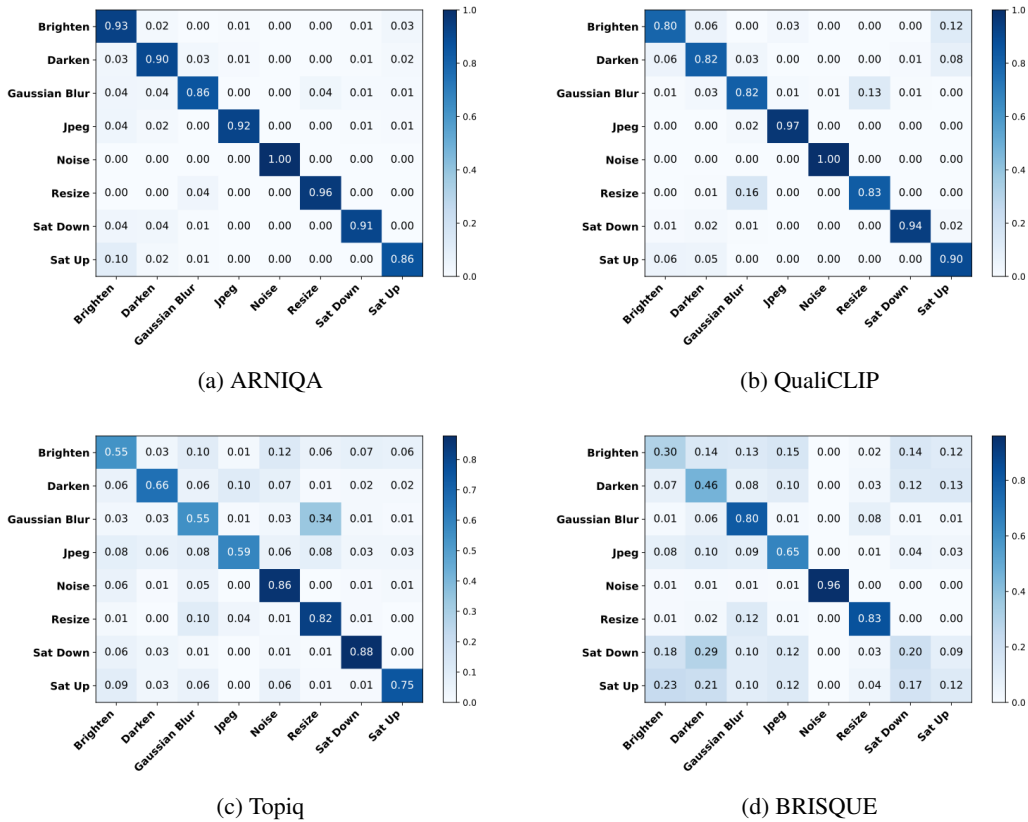 Brighten 0.93 0.02 0.00 0.01 0.00 0.00 0.01 0.03
Darken 0.03 0.90 0.03 0.01 0.00 0.00 0.01 0.02
Gaussian Blur 0.04 0.04 0.86 0.00 0.00 0.04 0.01 0.01
Jpeg 0.04 0.02 0.00 0.92 0.00 0.00 0.01 0.01
Noise 0.00 0.00 0.00 0.00 1.00 0.00 0.00 0.00
Resize 0.00 0.00 0.04 0.00 0.00 0.96 0.00 0.00
Sat Down 0.04 0.04 0.01 0.00 0.00 0.00 0.91 0.00
Sat Up 0.10 0.02 0.01 0.00 0.00 0.00 0.00 0.86
Brighten Darken Gaussian Blur Jpeg Noise Resize Sat Down Sat Up
1.0
0.8
0.6
0.4
0.2
0.0
(a) ARNIQA
Brighten 0.80 0.06 0.00 0.00 0.00 0.00 0.00 0.12
Darken 0.06 0.82 0.03 0.00 0.00 0.00 0.00 0.08
Gaussian Blur 0.01 0.03 0.82 0.01 0.01 0.13 0.01 0.00
Jpeg 0.00 0.00 0.02 0.97 0.00 0.00 0.00 0.00
Noise 0.00 0.00 0.00 0.00 1.00 0.00 0.00 0.00
Resize 0.00 0.01 0.16 0.00 0.00 0.83 0.00 0.00
Sat Down 0.01 0.02 0.01 0.00 0.00 0.00 0.94 0.02
Sat Up 0.06 0.05 0.00 0.00 0.00 0.00 0.00 0.90
Brighten Darken Gaussian Blur Jpeg Noise Resize Sat Down Sat Up
1.0
0.8
0.6
0.4
0.2
0.0
(b) QualiCLIP
Brighten 0.55 0.03 0.10 0.01 0.12 0.06 0.07 0.06
Darken 0.06 0.66 0.06 0.10 0.07 0.01 0.02 0.02
Gaussian Blur 0.03 0.03 0.55 0.01 0.03 0.34 0.01 0.01
Jpeg 0.08 0.06 0.08 0.59 0.06 0.08 0.03 0.03
Noise 0.06 0.01 0.05 0.00 0.86 0.00 0.01 0.01
Resize 0.01 0.00 0.10 0.04 0.01 0.82 0.01 0.00
Sat Down 0.06 0.03 0.01 0.00 0.01 0.01 0.88 0.00
Sat Up 0.09 0.03 0.06 0.00 0.06 0.01 0.01 0.75
Brighten Darken Gaussian Blur Jpeg Noise Resize Sat Down Sat Up
0.8
0.7
0.6
0.5
0.4
0.3
0.2
0.1
0.0
(c) Topiq
Brighten 0.30 0.14 0.13 0.15 0.00 0.02 0.14 0.12
Darken 0.07 0.46 0.08 0.10 0.00 0.03 0.12 0.13
Gaussian Blur 0.01 0.06 0.80 0.01 0.00 0.08 0.01 0.01
Jpeg 0.08 0.10 0.09 0.65 0.00 0.01 0.04 0.03
Noise 0.01 0.01 0.01 0.03 0.96 0.00 0.00 0.00
Resize 0.01 0.02 0.12 0.01 0.00 0.83 0.00 0.00
Sat Down 0.18 0.29 0.10 0.12 0.00 0.03 0.20 0.09
Sat Up 0.23 0.21 0.10 0.12 0.00 0.04 0.17 0.12
Brighten Darken Gaussian Blur Jpeg Noise Resize Sat Down Sat Up
0.8
0.6
0.4
0.2
0.0
(d) BRISQUE